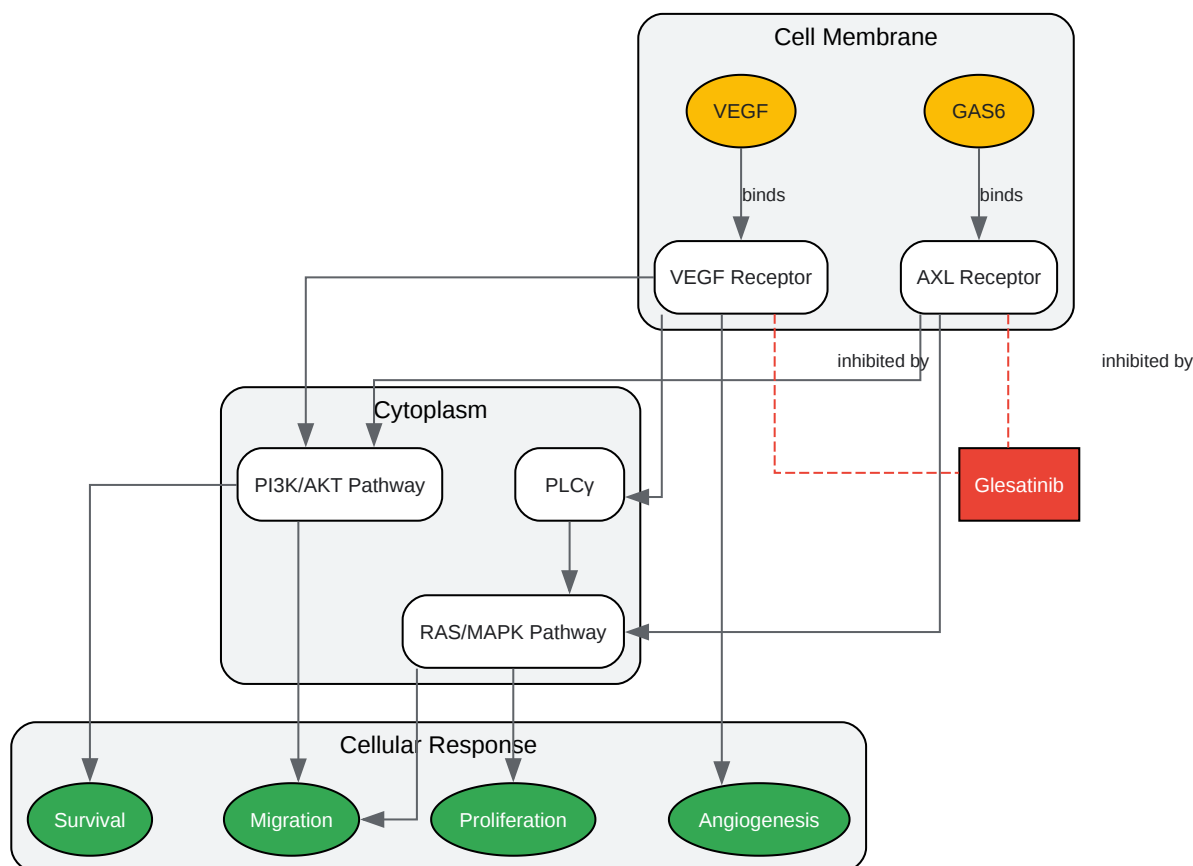 Cell Membrane
VEGF
GAS6
binds
binds
VEGF Receptor
AXL Receptor
inhibited by
inhibited by
Cytoplasm
PI3K/AKT Pathway
PLCγ
Glesatinib
RAS/MAPK Pathway
Cellular Response
Survival
Migration
Proliferation
Angiogenesis